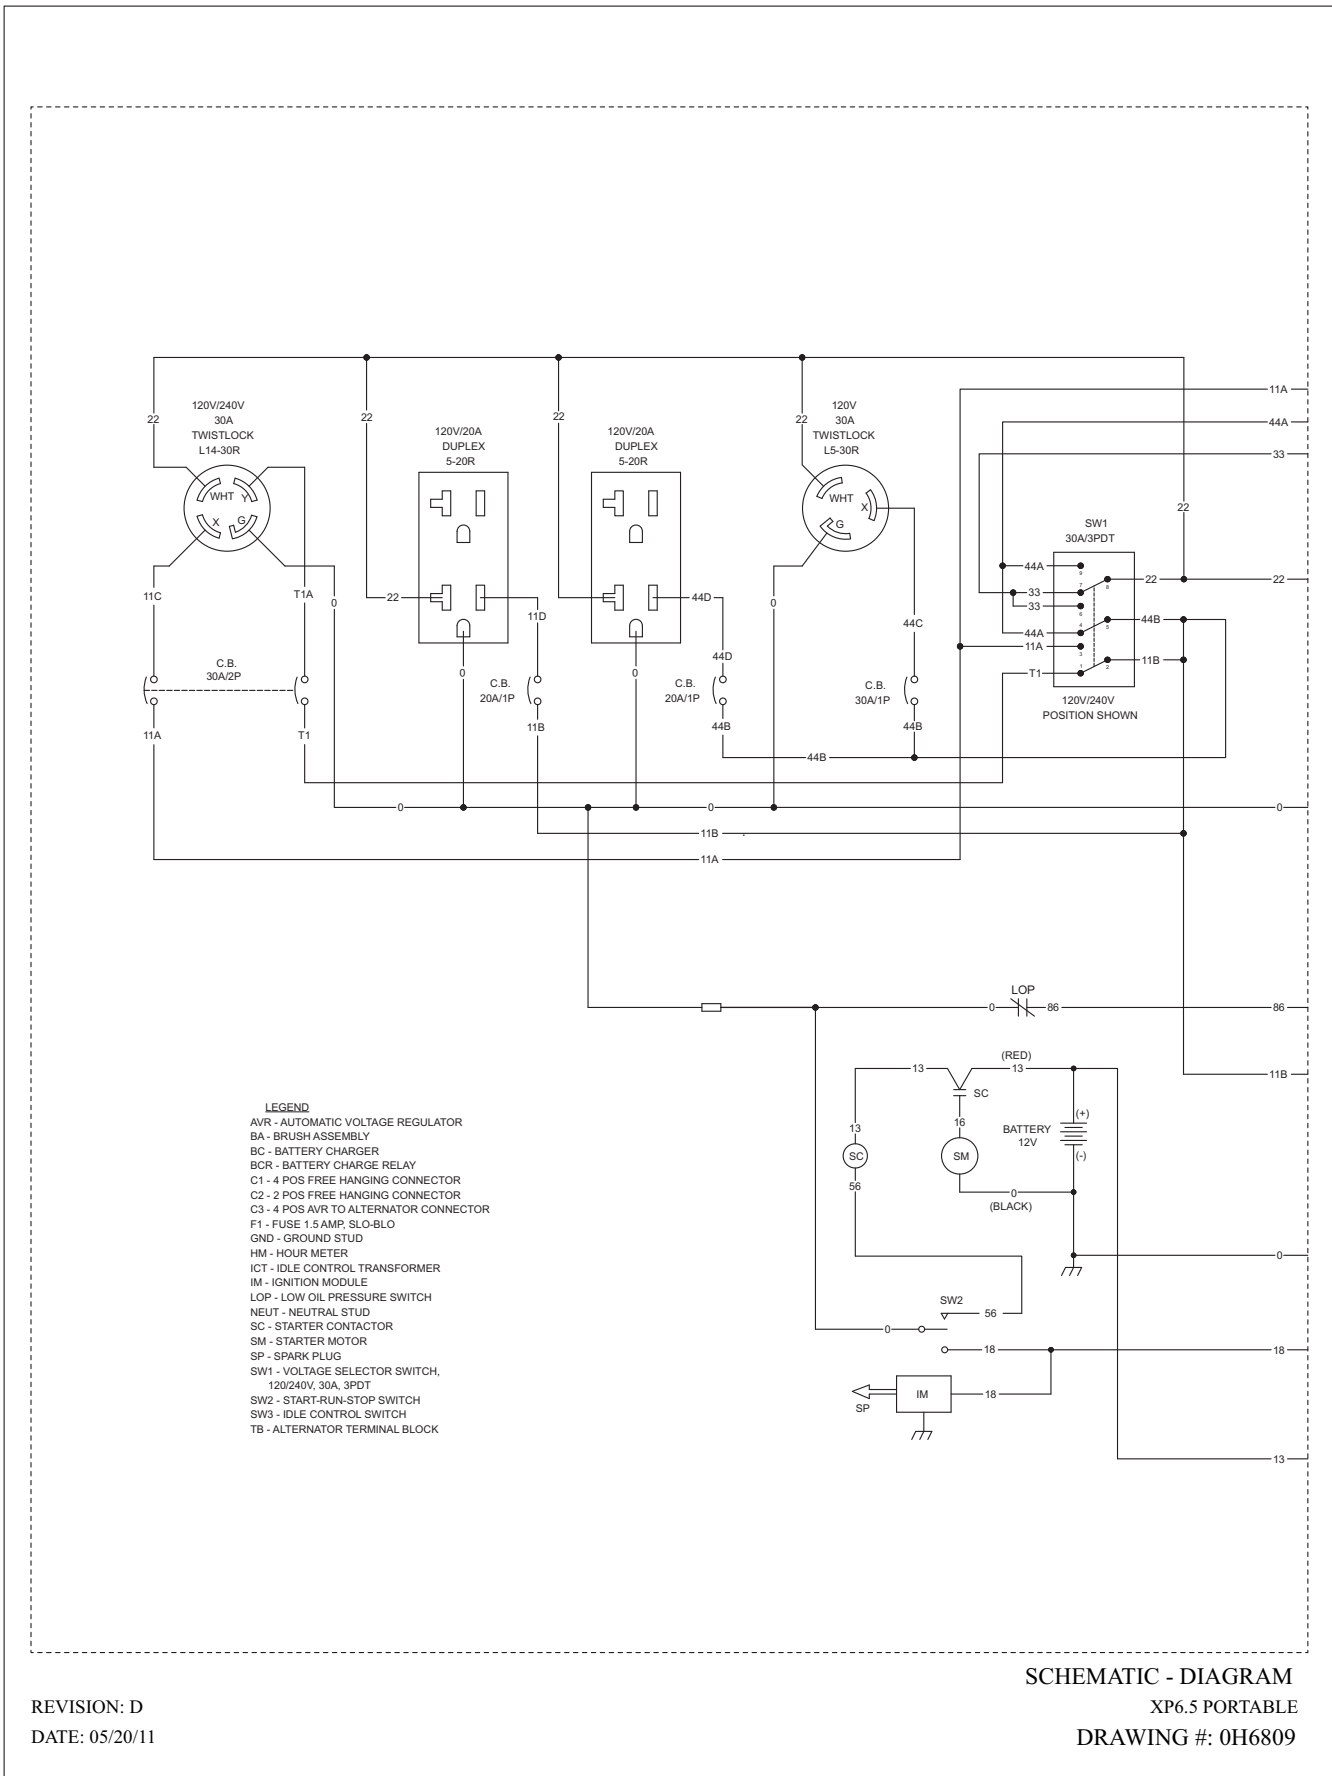 120V/240V
30A
TWISTLOCK
L14-30R
120V/20A
DUPLEX
5-20R
120V/20A
DUPLEX
5-20R
120V
30A
TWISTLOCK
L5-30R
22
22
22
22
WHT
Y
X
G
WHT
X
G
11A
44A
33
22
SW1
30A/3PDT
44A
9
7
8
33
22
22
33
6
44A
4
5
44B
11A
3
11B
T1
1
2
120V/240V
POSITION SHOWN
11C
T1A
0
22
11D
44D
0
44C
44D
C.B.
30A/2P
0
C.B.
20A/1P
0
C.B.
20A/1P
C.B.
30A/1P
11A
T1
11B
44B
44B
44B
0
0
0
11B
11A
LOP
0
86
86
(RED)
13
13
SC
11B
13
16
BATTERY
12V
(+)
(-)
SC
SM
56
0
(BLACK)
0
SW2
56
0
18
18
IM
18
SP
13
LEGEND
AVR - AUTOMATIC VOLTAGE REGULATOR
BA - BRUSH ASSEMBLY
BC - BATTERY CHARGER
BCR - BATTERY CHARGE RELAY
C1 - 4 POS FREE HANGING CONNECTOR
C2 - 2 POS FREE HANGING CONNECTOR
C3 - 4 POS AVR TO ALTERNATOR CONNECTOR
F1 - FUSE 1.5 AMP, SLO-BLO
GND - GROUND STUD
HM - HOUR METER
ICT - IDLE CONTROL TRANSFORMER
IM - IGNITION MODULE
LOP - LOW OIL PRESSURE SWITCH
NEUT - NEUTRAL STUD
SC - STARTER CONTACTOR
SM - STARTER MOTOR
SP - SPARK PLUG
SW1 - VOLTAGE SELECTOR SWITCH,
120/240V, 30A, 3PDT
SW2 - START-RUN-STOP SWITCH
SW3 - IDLE CONTROL SWITCH
TB - ALTERNATOR TERMINAL BLOCK
SCHEMATIC - DIAGRAM
XP6.5 PORTABLE
DRAWING #: 0H6809
REVISION: D
DATE: 05/20/11